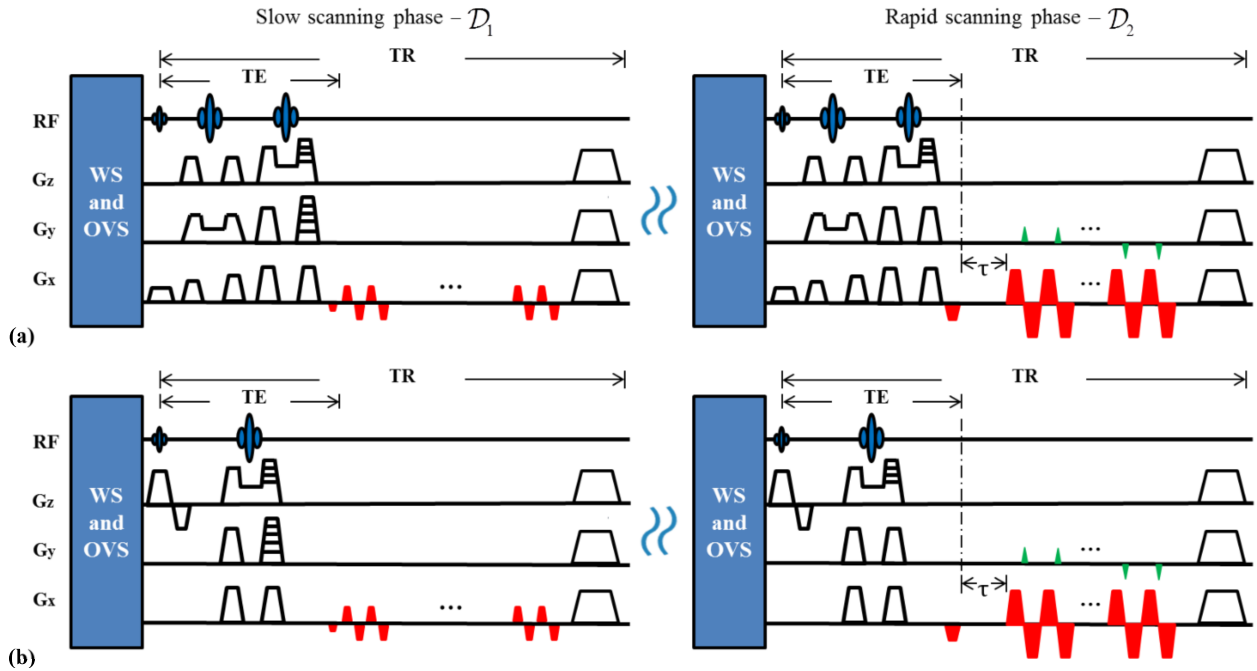 Slow scanning phase – 𝒟₁
Rapid scanning phase – 𝒟₂
TR
TE
RF
Gz
Gy
Gx
WS
and
OVS
...
(a)
TR
TE
WS
and
OVS
...
τ
...
TR
TE
RF
Gz
Gy
Gx
WS
and
OVS
...
(b)
TR
TE
WS
and
OVS
...
τ
...